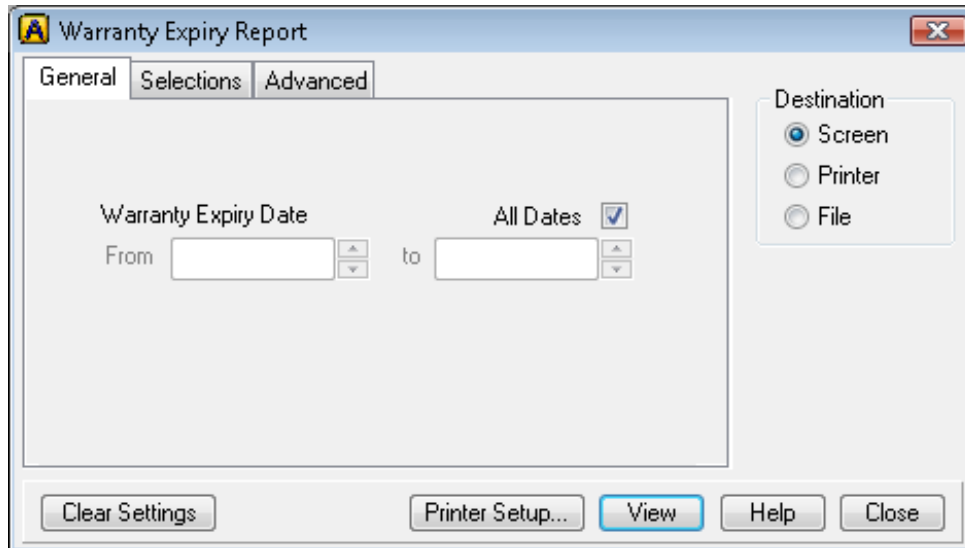 Warranty Expiry Report
General Selections Advanced
Warranty Expiry Date All Dates
From to
Destination
Screen
Printer
File
Clear Settings Printer Setup... View Help Close